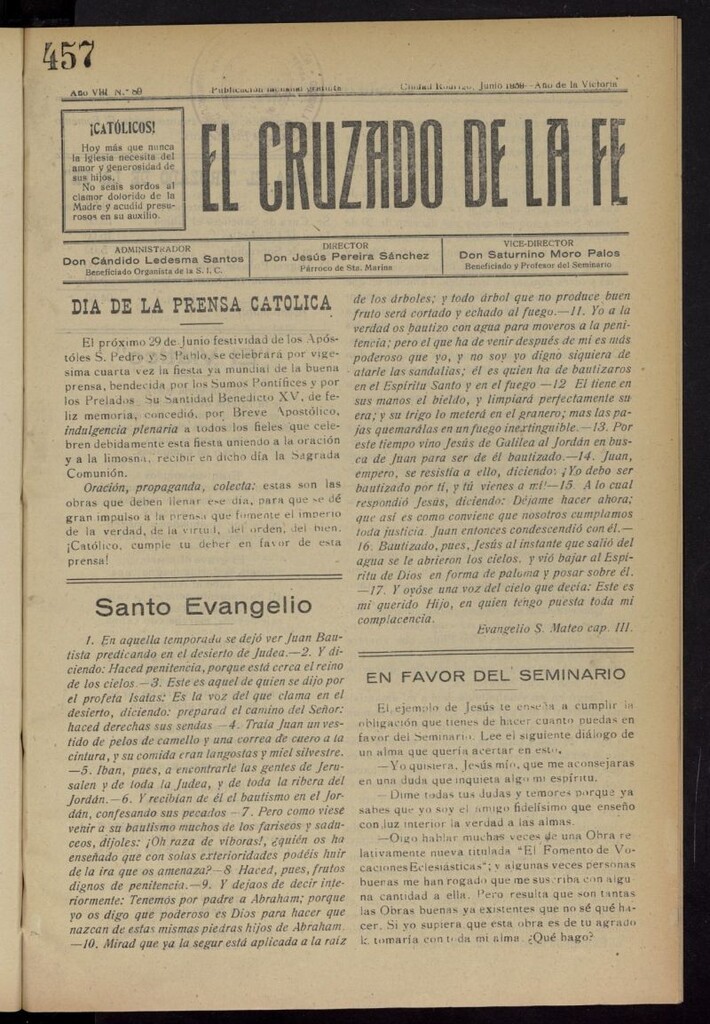 457
Año VIII N.º 80
Publicación mensual gratuita
Ciudad Rodrigo, Junio 1939—Año de la Victoria
¡CATÓLICOS!
Hoy más que nunca
la Iglesia necesita del
amor y generosidad de
sus hijos.
No seais sordos al
clamor dolorido de la
Madre y acudid presu-
rosos en su auxilio.
EL CRUZADO DE LA FE
ADMINISTRADOR
Don Cándido Ledesma Santos
Beneficiado Organista de la S. I. C.
DIRECTOR
Don Jesús Pereira Sánchez
Párroco de Sta. Marina
VICE-DIRECTOR
Don Saturnino Moro Palos
Beneficiado y Profesor del Seminario
DIA DE LA PRENSA CATOLICA
El próximo 29 de Junio festividad de los Após-
tóles S. Pedro y S. Pablo, se celebrará por vige-
sima cuarta vez la fiesta ya mundial de la buena
prensa, bendecida por los Sumos Pontífices y por
los Prelados. Su Santidad Benedicto XV, de fe-
liz memoria, concedió, por Breve Apostólico,
indulgencia plenaria a todos los fieles que cele-
bren debidamente esta fiesta uniendo a la oración
y a la limosna, recibir en dicho día la Sagrada
Comunión.
Oración, propaganda, colecta: estas son las
obras que deben llenar ese día, para que se dé
gran impulso a la prensa que fomente el imperio
de la verdad, de la virtud, del orden, del bien.
¡Católico, cumple tu deber en favor de esta
prensa!
Santo Evangelio
1. En aquella temporada se dejó ver Juan Bau-
tista predicando en el desierto de Judea.—2. Y di-
ciendo: Haced penitencia, porque está cerca el reino
de los cielos.—3. Este es aquel de quien se dijo por
el profeta Isaías: Es la voz del que clama en el
desierto, diciendo: preparad el camino del Señor:
haced derechas sus sendas —4. Traía Juan un ves-
tido de pelos de camello y una correa de cuero a la
cintura, y su comida eran langostas y miel silvestre.
—5. Iban, pues, a encontrarle las gentes de Jeru-
salen y de toda la Judea, y de toda la ribera del
Jordán.—6. Y recibían de él el bautismo en el Jor-
dán, confesando sus pecados —7. Pero como viese
venir a su bautismo muchos de los fariseos y sadu-
ceos, díjoles: ¡Oh raza de víboras!, ¿quién os ha
enseñado que con solas exterioridades podéis huir
de la ira que os amenaza?—8 Haced, pues, frutos
dignos de penitencia.—9. Y dejaos de decir inte-
riormente: Tenemos por padre a Abraham; porque
yo os digo que poderoso es Dios para hacer que
nazcan de estas mismas piedras hijos de Abraham.
—10. Mirad que ya la segur está aplicada a la raíz
de los árboles; y todo árbol que no produce buen
fruto será cortado y echado al fuego.—11. Yo a la
verdad os bautizo con agua para moveros a la peni-
tencia; pero el que ha de venir después de mí es más
poderoso que yo, y no soy yo digno siquiera de
atarle las sandalias; él es quien ha de bautizaros
en el Espíritu Santo y en el fuego —12 El tiene en
sus manos el bieldo, y limpiará perfectamente su
era; y su trigo lo meterá en el granero; mas las pa-
jas quemarálas en un fuego inextinguible.—13. Por
este tiempo vino Jesús de Galilea al Jordán en bus-
ca de Juan para ser de él bautizado.—14. Juan,
empero, se resistía a ello, diciendo: ¡Yo debo ser
bautizado por tí, y tú vienes a mí!—15. A lo cual
respondió Jesús, diciendo: Déjame hacer ahora;
que así es como conviene que nosotros cumplamos
toda justicia. Juan entonces condescendió con él.—
16. Bautizado, pues, Jesús al instante que salió del
agua se le abrieron los cielos, y vió bajar al Espí-
ritu de Dios en forma de paloma y posar sobre él.
—17. Y oyóse una voz del cielo que decía: Este es
mi querido Hijo, en quien tengo puesta toda mi
complacencia.
Evangelio S. Mateo cap. III.
EN FAVOR DEL SEMINARIO
El ejemplo de Jesús te enseña a cumplir la
obligación que tienes de hacer cuanto puedas en
favor del Seminario. Lee el siguiente diálogo de
un alma que quería acertar en esto.
—Yo quisiera, Jesús mío, que me aconsejaras
en una duda que inquieta algo mi espíritu.
—Dime todas tus dudas y temores porque ya
sabes que yo soy el amigo fidelísimo que enseño
con luz interior la verdad a las almas.
—Oigo hablar muchas veces de una Obra re-
lativamente nueva titulada "El Fomento de Vo-
caciones Eclesiásticas"; y algunas veces personas
buenas me han rogado que me suscriba con algu
na cantidad a ella. Pero resulta que son tantas
las Obras buenas ya existentes que no sé qué ha-
cer. Si yo supiera que esta obra es de tu agrado
la tomaría con toda mi alma. ¿Qué hago?